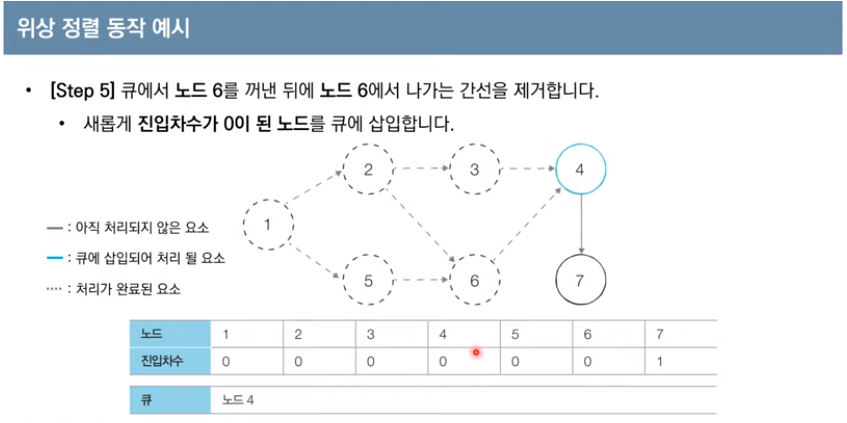 위상 정렬 동작 예시
• [Step 5] 큐에서 노드 6를 꺼낸 뒤에 노드 6에서 나가는 간선을 제거합니다.
• 새롭게 진입차수가 0이 된 노드를 큐에 삽입합니다.
2 3 4
1
: 아직 처리되지 않은 요소
: 큐에 삽입되어 처리 될 요소
: 처리가 완료된 요소
5 6 7
노드 1 2 3 4 5 6 7
진입차수 0 0 0 0 0 0 1
큐 노드 4